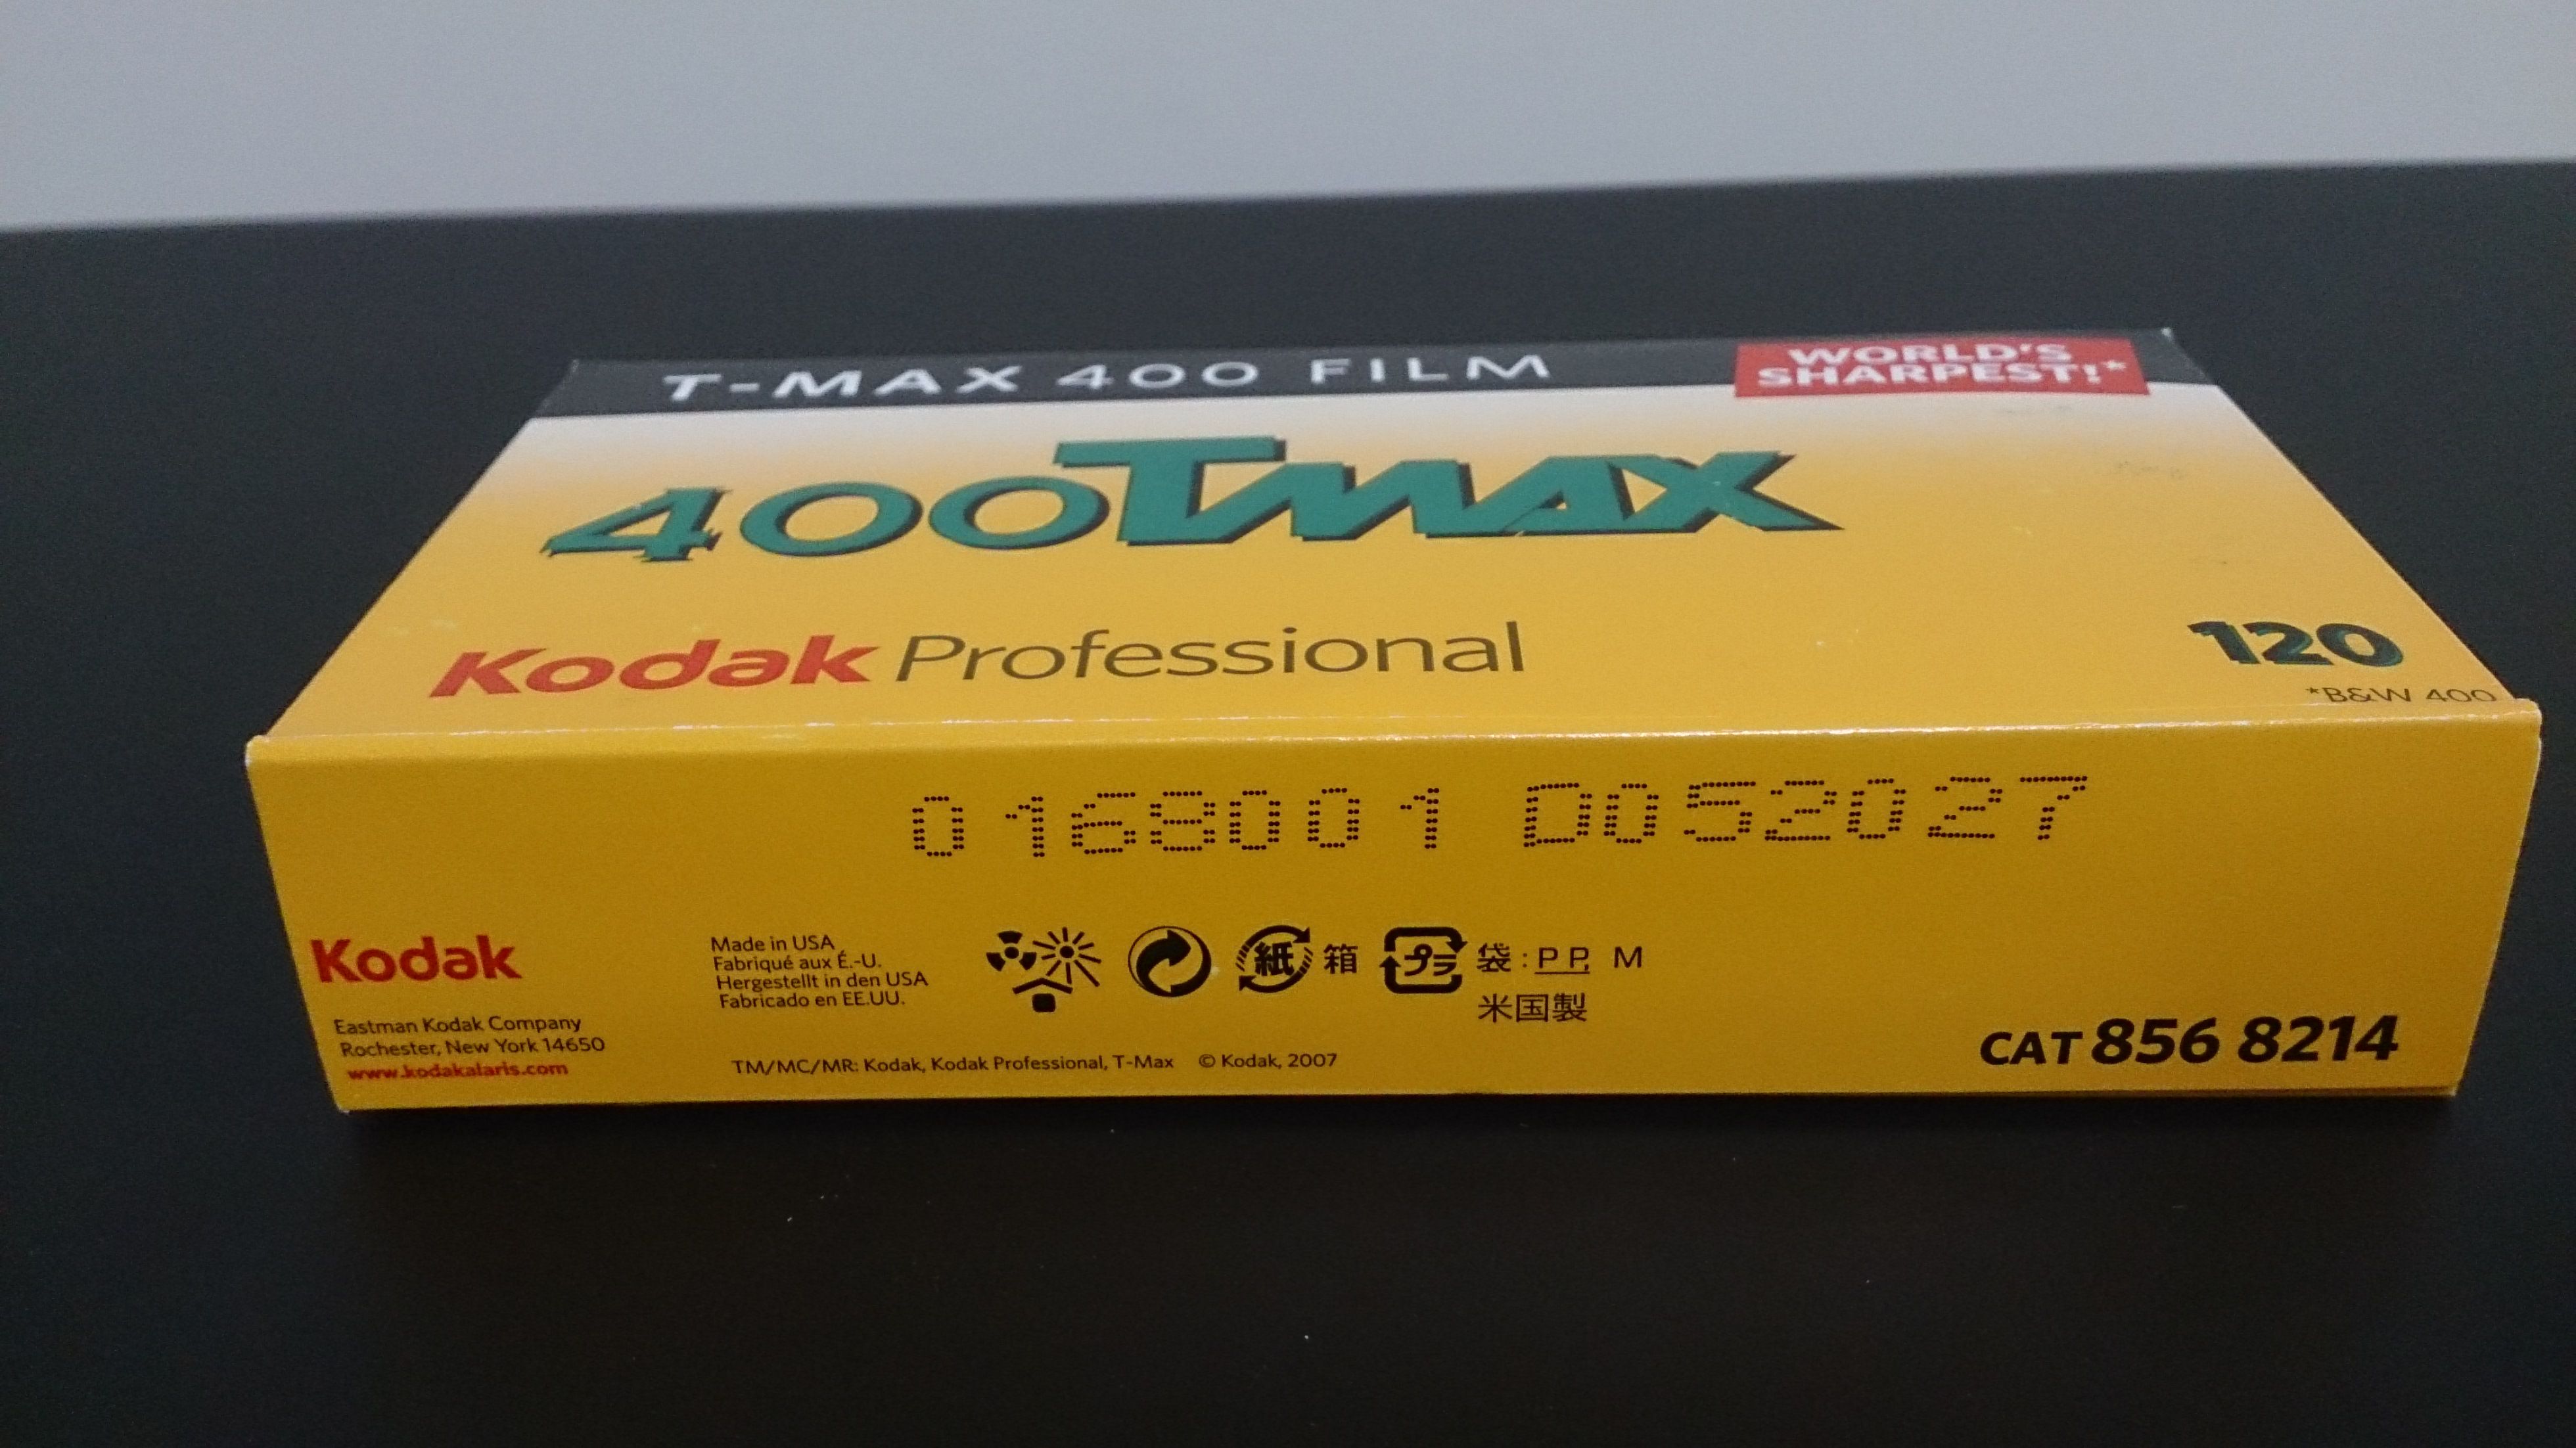 T-MAX 400 FILM
WORLD'S
SHARPEST!*
400TMAX
Kodak Professional
120
*B&W 400
0169001 D052027
Kodak
Eastman Kodak Company
Rochester, New York 14650
www.kodakalaris.com
Made in USA
Fabriqué aux É.-U.
Hergestellt in den USA
Fabricado en EE.UU.
紙 箱 プラ 袋 : PP, M
米国製
TM/MC/MR: Kodak, Kodak Professional, T-Max © Kodak, 2007
CAT 856 8214